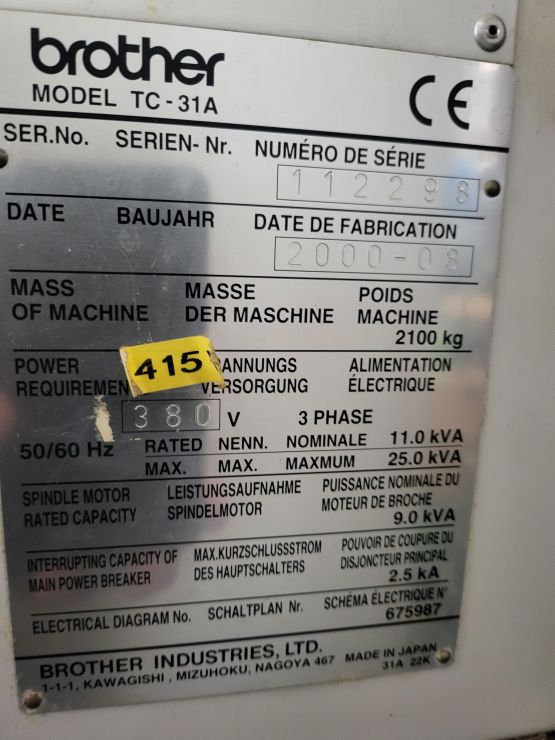 brother
MODEL TC-31A
CE
SER.No. SERIEN-Nr. NUMÉRO DE SÉRIE
112298
DATE BAUJAHR DATE DE FABRICATION
2000-08
MASS MASSE POIDS
OF MACHINE DER MASCHINE MACHINE
2100 kg
POWER ANNUNGS ALIMENTATION
415
REQUIREMEN VERSORGUNG ÉLECTRIQUE
380 V 3 PHASE
50/60 Hz RATED NENN. NOMINALE 11.0 kVA
MAX. MAX. MAXMUM 25.0 kVA
SPINDLE MOTOR LEISTUNGSAUFNAHME PUISSANCE NOMINALE DU
RATED CAPACITY SPINDELMOTOR MOTEUR DE BROCHE
9.0 kVA
INTERRUPTING CAPACITY OF MAX.KURZSCHLUSSSTROM POUVOIR DE COUPURE DU
MAIN POWER BREAKER DES HAUPTSCHALTERS DISJONCTEUR PRINCIPAL
2.5 kA
ELECTRICAL DIAGRAM No. SCHALTPLAN Nr. SCHÉMA ÉLECTRIQUE N°
675987
BROTHER INDUSTRIES, LTD. MADE IN JAPAN
1-1-1, KAWAGISHI, MIZUHOKU, NAGOYA 467 31A 22K